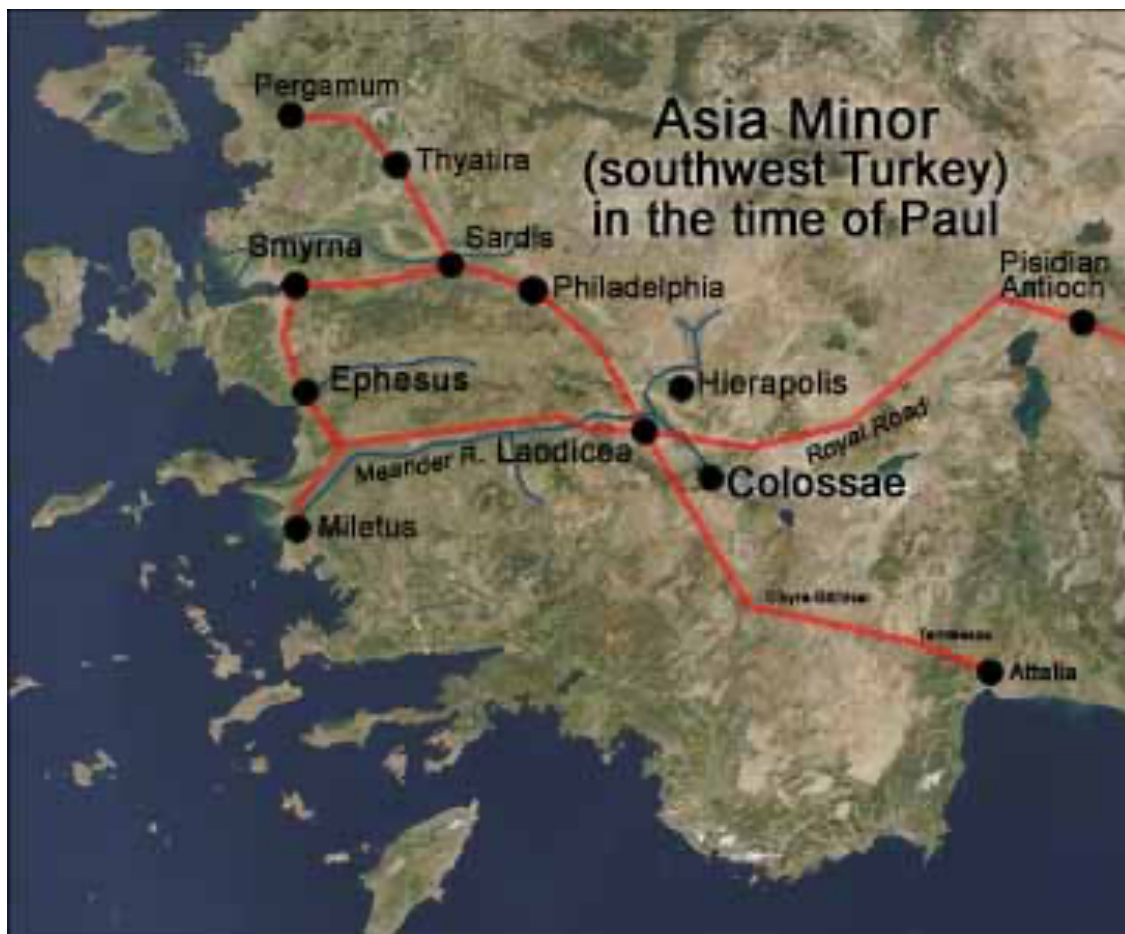 Pergamum
Asia Minor
(southwest Turkey)
in the time of Paul
Thyatira
Smyrna
Sardis
Philadelphia
Pisidian
Antioch
Ephesus
Hierapolis
Royal Road
Meander R.
Laodicea
Colossae
Miletus
Attalia